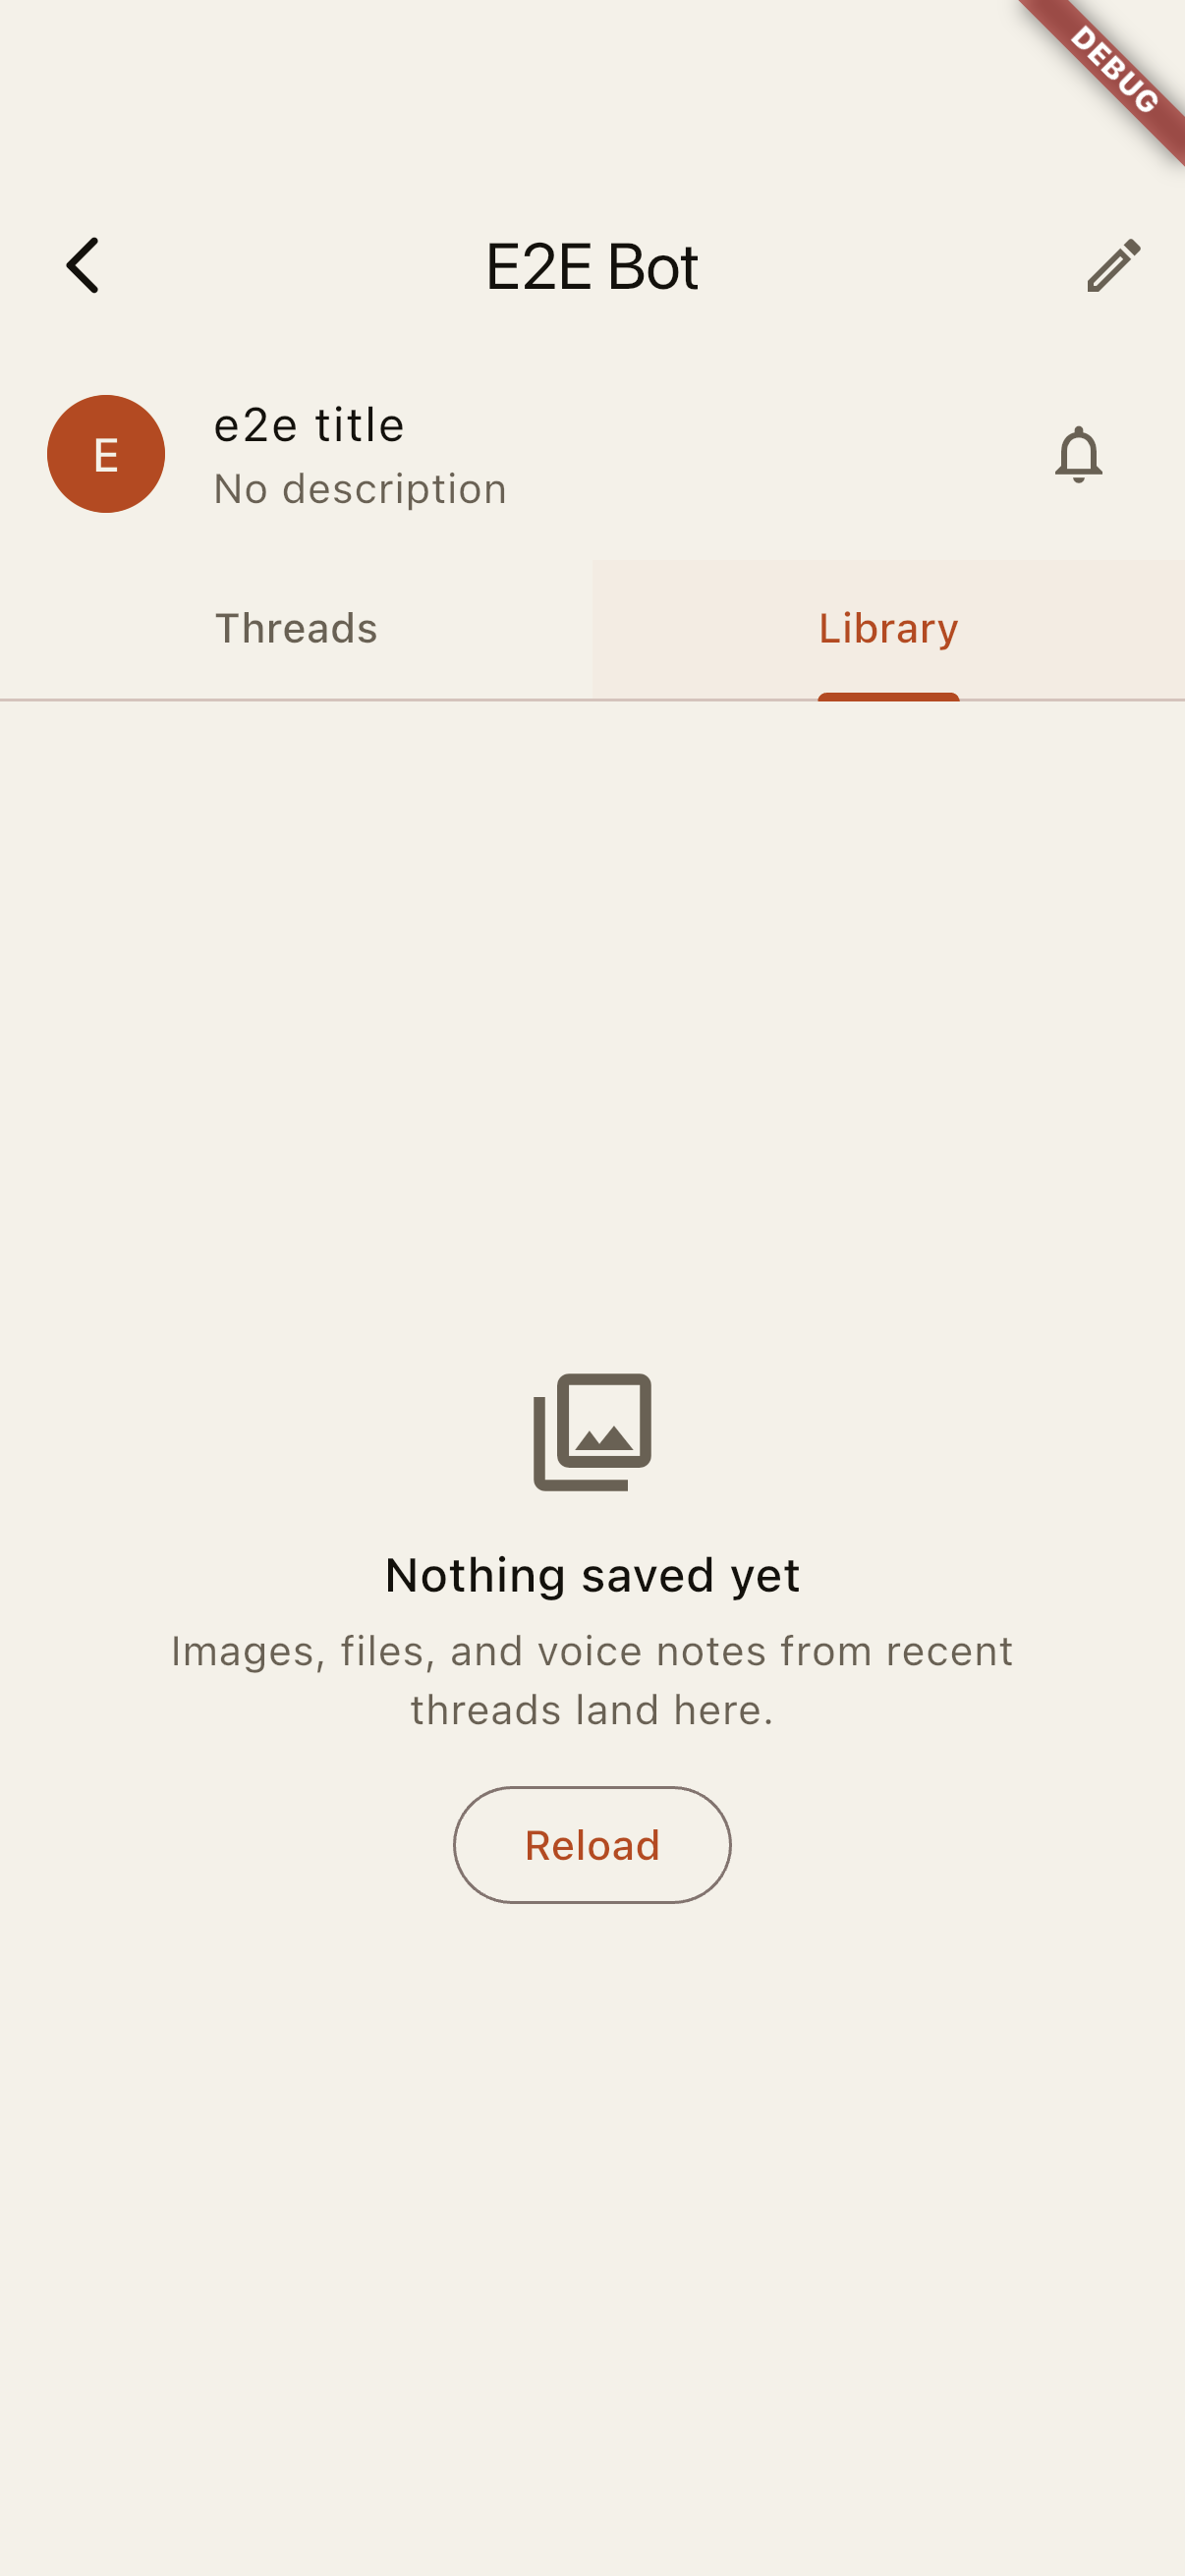 DEBUG
E2E Bot
E
e2e title
No description
Threads
Library
Nothing saved yet
Images, files, and voice notes from recent
threads land here.
Reload